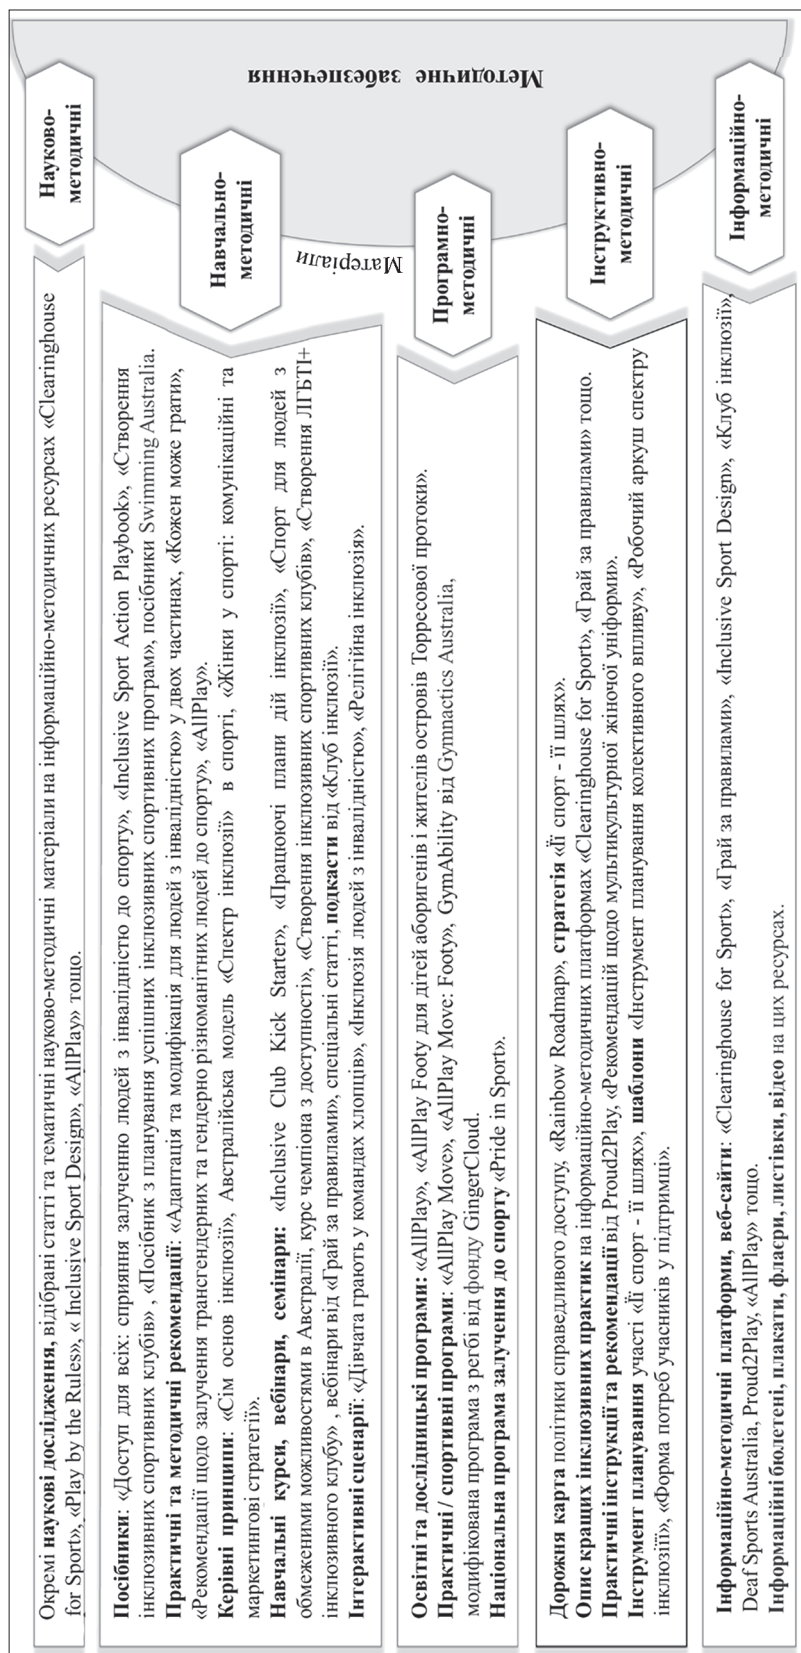 Методичне забезпечення
Матеріали
Науково-
методичні
Окремі наукові дослідження, відібрані статті та тематичні науково-методичні матеріали на інформаційно-методичних ресурсах «Clearinghouse
for Sport», «Play by the Rules», « Inclusive Sport Design», «AllPlay» тощо.
Навчально-
методичні
Посібники: «Доступ для всіх: сприяння залученню людей з інвалідністю до спорту», «Inclusive Sport Action Playbook», «Створення
інклюзивних спортивних клубів» , «Посібник з планування успішних інклюзивних спортивних програм», посібники Swimming Australia.
Практичні та методичні рекомендації: «Адаптація та модифікація для людей з інвалідністю» у двох частинах, «Кожен може грати»,
«Рекомендації щодо залучення трансгендерних та гендерно різноманітних людей до спорту», «AllPlay».
Керівні принципи: «Сім основ інклюзії», Австралійська модель «Спектр інклюзії» в спорті, «Жінки у спорті: комунікаційні та
маркетингові стратегії».
Навчальні курси, вебінари, семінари: «Inclusive Club Kick Starter», «Працюючі плани дій інклюзії», «Спорт для людей з
обмеженими можливостями в Австралії, курс чемпіона з доступності», «Створення інклюзивних спортивних клубів», «Створення ЛГБТІ+
інклюзивного клубу» , вебінари від «Грай за правилами», спеціальні статті, подкасти від «Клуб інклюзії».
Інтерактивні сценарії: «Дівчата грають у командах хлопців», «Інклюзія людей з інвалідністю», «Релігійна інклюзія».
Програмно-
методичні
Освітні та дослідницькі програми: «AllPlay», «AllPlay Footy для дітей аборигенів і жителів островів Торресової протоки».
Практичні / спортивні програми: «AllPlay Move», «AllPlay Move: Footy», GymAbility від Gymnactics Australia,
модифікована програма з регбі від фонду GingerCloud.
Національна програма залучення до спорту «Pride in Sport».
Інструктивно-
методичні
Дорожня карта політики справедливого доступу, «Rainbow Roadmap», стратегія «Її спорт - її шлях».
Опис кращих інклюзивних практик на інформаційно-методичних платформах «Clearinghouse for Sport», «Грай за правилами» тощо.
Практичні інструкції та рекомендації від Proud2Play, «Рекомендацій щодо мультикультурної жіночої уніформи».
Інструмент планування участі «Її спорт - її шлях», шаблони «Інструмент планування колективного впливу», «Робочий аркуш спектру
інклюзії», «Форма потреб учасників у підтримці».
Інформаційно-
методичні
Інформаційно-методичні платформи, веб-сайти: «Clearinghouse for Sport», «Грай за правилами», «Inclusive Sport Design», «Клуб інклюзії»,
Deaf Sports Australia, Proud2Play, «AllPlay» тощо.
Інформаційні бюлетені, плакати, флаєри, листівки, відео на цих ресурсах.